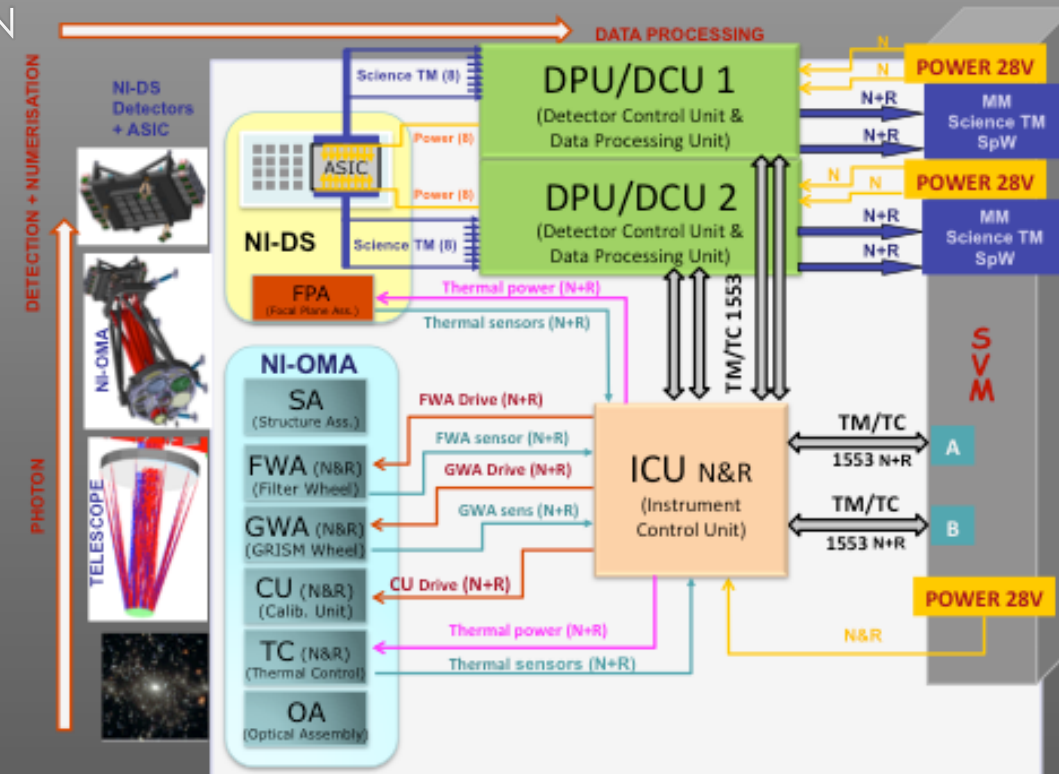 N
DATA PROCESSING
DETECTION + NUMERISATION
PHOTON
NI-DS
Detectors
+ ASIC
NI-OMA
TELESCOPE
Science TM (8)
Power (8)
ASIC
Power (8)
Science TM (8)
NI-DS
FPA
(Focal Plane Ass.)
DPU/DCU 1
(Detector Control Unit &
Data Processing Unit)
DPU/DCU 2
(Detector Control Unit &
Data Processing Unit)
N
N
N+R
N+R
POWER 28V
MM
Science TM
SpW
N
N
N+R
N+R
POWER 28V
MM
Science TM
SpW
Thermal power (N+R)
Thermal sensors (N+R)
TM/TC 1553
SVM
NI-OMA
SA
(Structure Ass.)
FWA (N&R)
(Filter Wheel)
GWA (N&R)
(GRISM Wheel)
CU (N&R)
(Calib. Unit)
TC (N&R)
(Thermal Control)
OA
(Optical Assembly)
FWA Drive (N+R)
FWA sensor (N+R)
GWA Drive (N+R)
GWA sens (N+R)
CU Drive (N+R)
Thermal power (N+R)
Thermal sensors (N+R)
ICU N&R
(Instrument
Control Unit)
TM/TC
1553 N+R
A
TM/TC
1553 N+R
B
POWER 28V
N&R